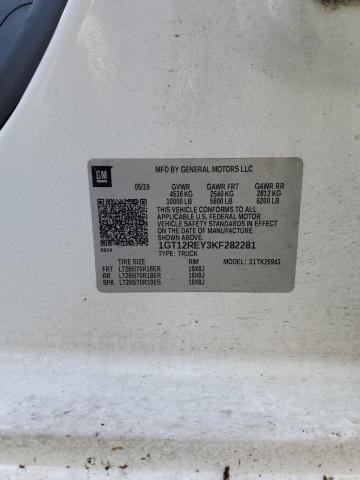 GM
MFD BY GENERAL MOTORS LLC
05/19 GVWR GAWR FRT GAWR RR
4536 KG 2540 KG 2812 KG
10000 LB 5600 LB 6200 LB
THIS VEHICLE CONFORMS TO ALL
APPLICABLE U.S. FEDERAL MOTOR
VEHICLE SAFETY STANDARDS IN
EFFECT ON THE DATE OF
MANUFACTURE SHOWN ABOVE.
1GT12REY3KF282281
TYPE: TRUCK
TIRE SIZE RIM MODEL: 31TK25943
FRT LT265/70R18ER 18X8J
RR LT265/70R18ER 18X8J
SPA 18X8J